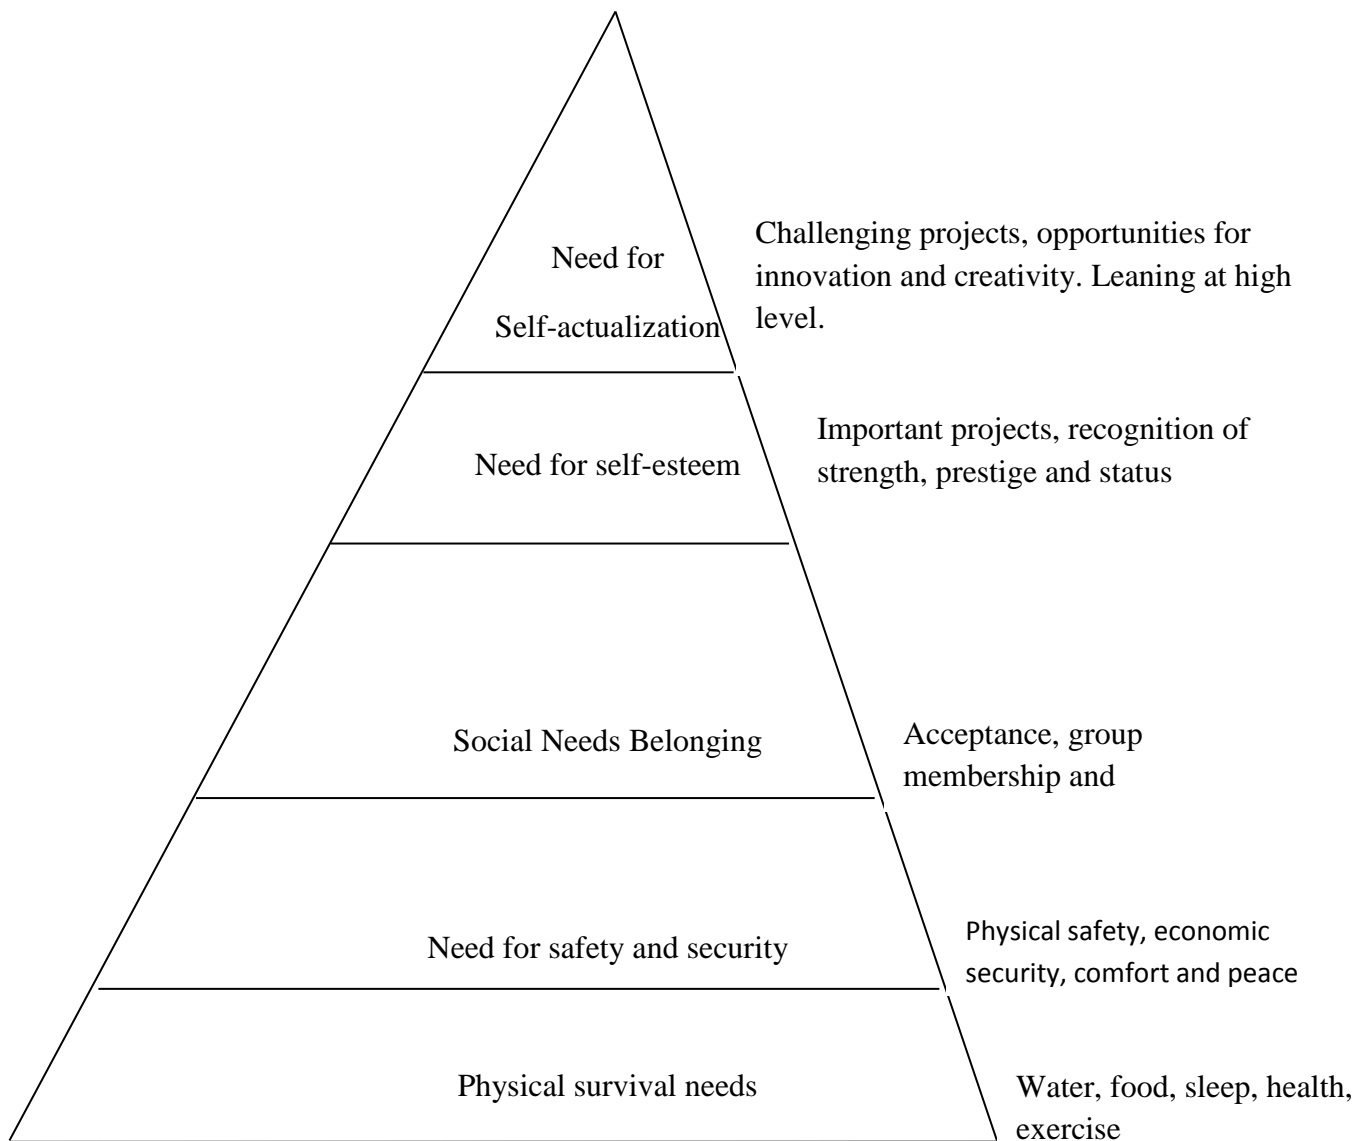 Need for
Self-actualization
Challenging projects, opportunities for
innovation and creativity. Leaning at high
level.
Need for self-esteem
Important projects, recognition of
strength, prestige and status
Social Needs Belonging
Acceptance, group
membership and
Need for safety and security
Physical safety, economic
security, comfort and peace
Physical survival needs
Water, food, sleep, health,
exercise